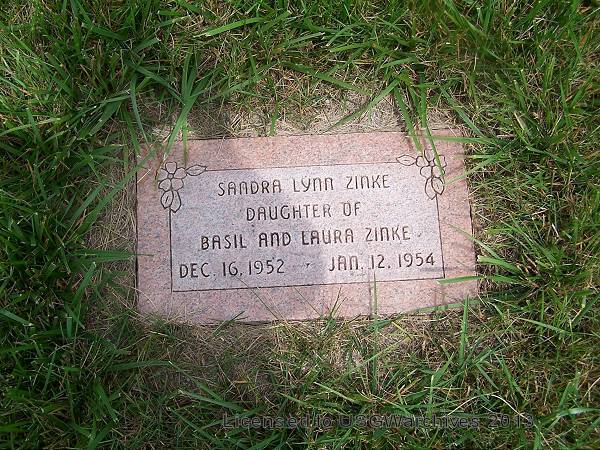 SANDRA LYNN ZINKE
DAUGHTER OF
BASIL AND LAURA ZINKE
DEC. 16, 1952 - JAN. 12, 1954
Licensed to USGWarchives 2013